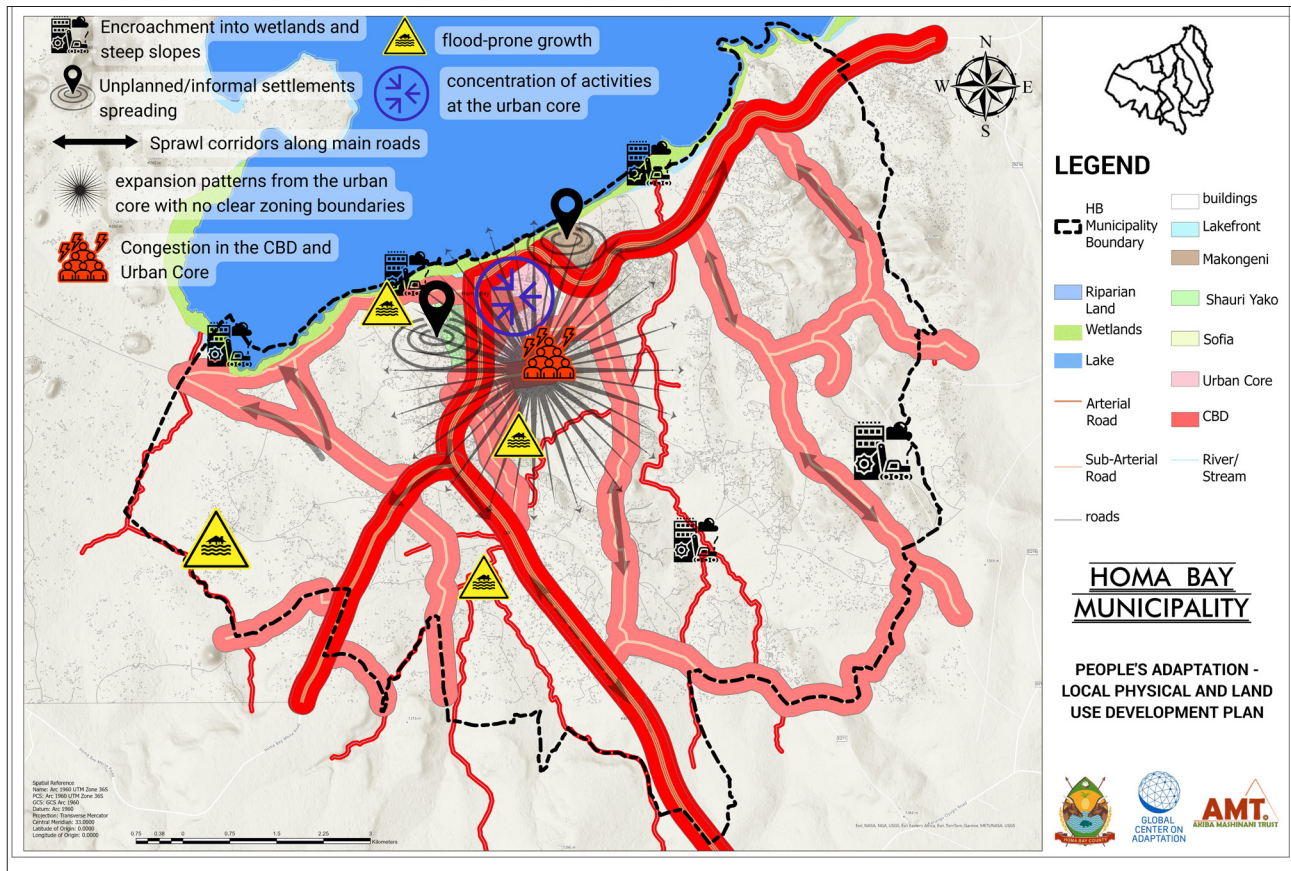 Encroachment into wetlands and
steep slopes
Unplanned/informal settlements
spreading
Sprawl corridors along main roads
expansion patterns from the urban
core with no clear zoning boundaries
Congestion in the CBD and
Urban Core
flood-prone growth
concentration of activities
at the urban core
N
W
E
S
LEGEND
HB
Municipality
Boundary
Riparian
Land
Wetlands
Lake
Arterial
Road
Sub-Arterial
Road
roads
buildings
Lakefront
Makongeni
Shauri Yako
Sofia
Urban Core
CBD
River/
Stream
HOMA BAY
MUNICIPALITY
PEOPLE'S ADAPTATION -
LOCAL PHYSICAL AND LAND
USE DEVELOPMENT PLAN
HOMA BAY COUNTY
GLOBAL
CENTER ON
ADAPTATION
AMT.
AKIBA MASHINANI TRUST
Spatial Reference
Name: Arc 1960 UTM Zone 36S
PCS: Arc 1960 UTM Zone 36S
GCS: GCS Arc 1960
Datum: Arc 1960
Projection: Transverse Mercator
Central Meridian: 33.0000
Latitude of Origin: 0.0000
Longitude of Origin: 0.0000
0.75 0.38 0 0.75 1.5 2.25 3
Kilometers